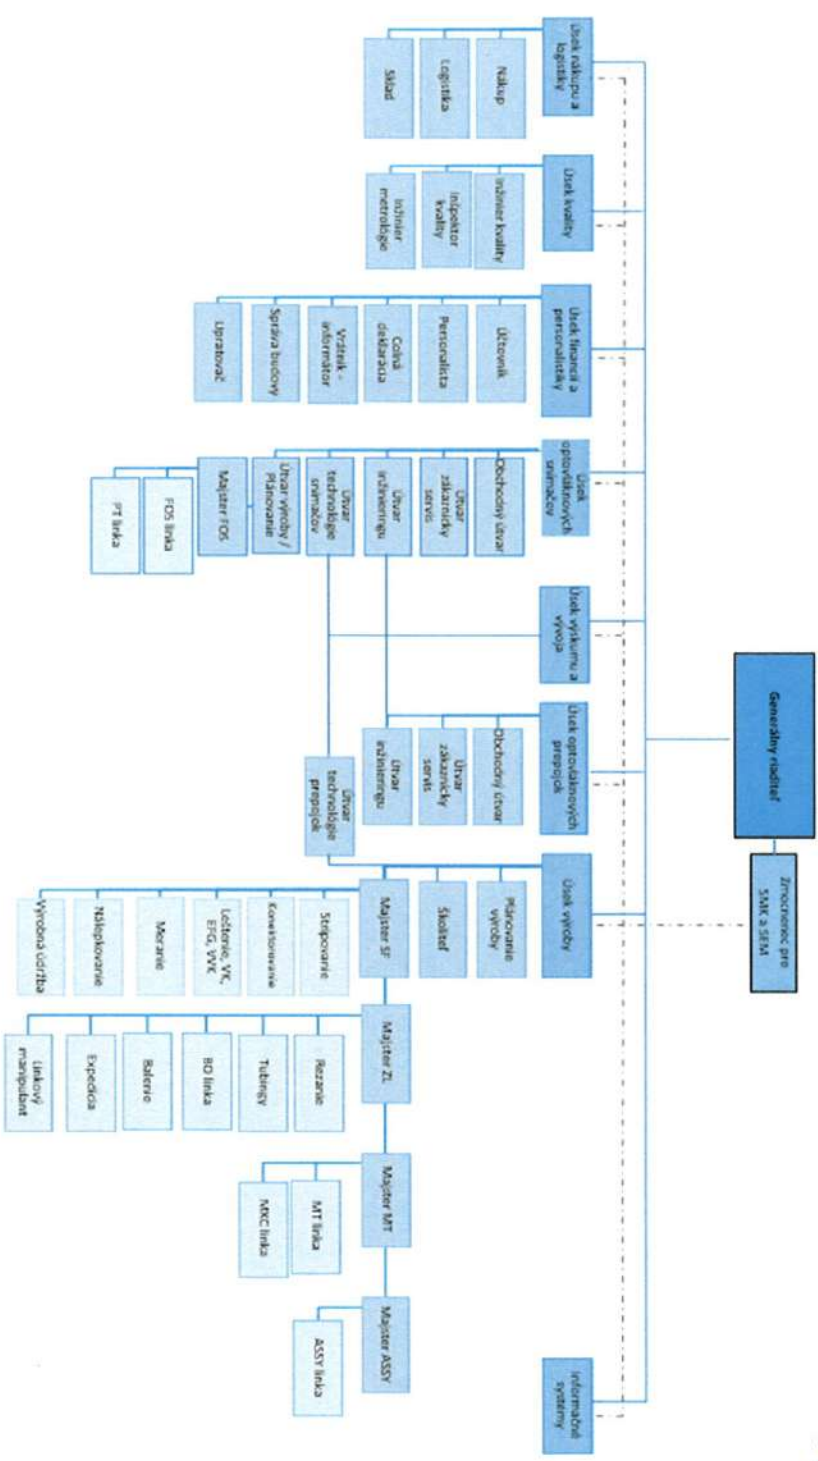 Generálny riaditeľ
Zmocnenec pre
SMK a SEM
Úsek nákupu a
logistiky
Nákup
Logistika
Sklad
Úsek kvality
Inžinier kvality
Inšpektor
kvality
Inžinier
metrológie
Úsek financií a
personalistiky
Účtovník
Personalista
Colná
deklarácia
Vrátnik -
informátor
Správa budovy
Upratovač
Úsek
optovláknových
snímačov
Obchodný útvar
Útvar
zákaznícky
servis
Útvar
inžinieringu
Útvar
technológie
snímačov
Útvar výroby /
Plánovanie
Majster FOS
FOS linka
PT linka
Úsek výskumu a
vývoja
Úsek optovláknových
prepojok
Obchodný útvar
Útvar
zákaznícky
servis
Útvar
inžinieringu
Útvar
technológie
prepojok
Úsek výroby
Plánovanie
výroby
Školiteľ
Majster SF
Stripovanie
Konektorovanie
Leštenie, VK,
EFG, VVK
Meranie
Nálepkovanie
Výrobná údržba
Majster ZL
Rezanie
Tubingy
BO linka
Balenie
Expedícia
Linkový
manipulant
Majster MT
MT linka
MXC linka
Majster ASSY
ASSY linka
Informačné
systémy